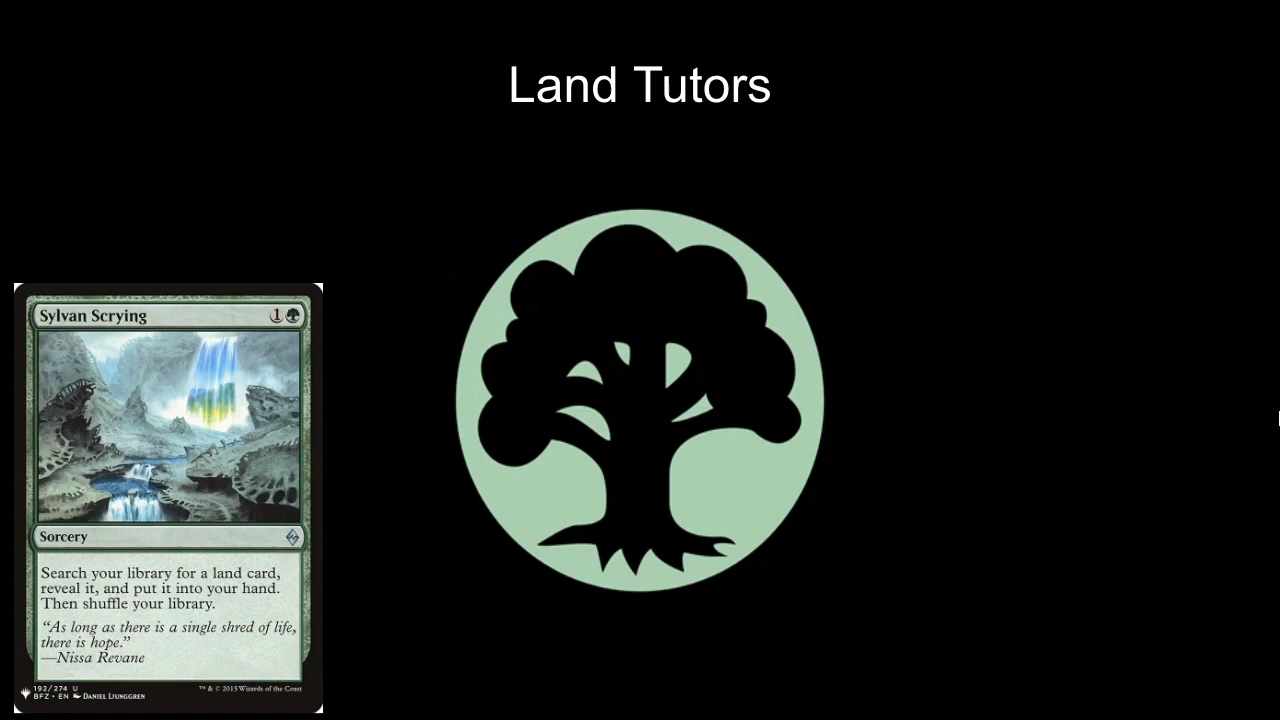 Land Tutors
Sylvan Scrying 1
Sorcery
Search your library for a land card,
reveal it, and put it into your hand.
Then shuffle your library.
“As long as there is a single shred of life,
there is hope.”
—Nissa Revane
192/274 U
BFZ • EN DANIEL LJUNGGREN
™ & © 2015 Wizards of the Coast